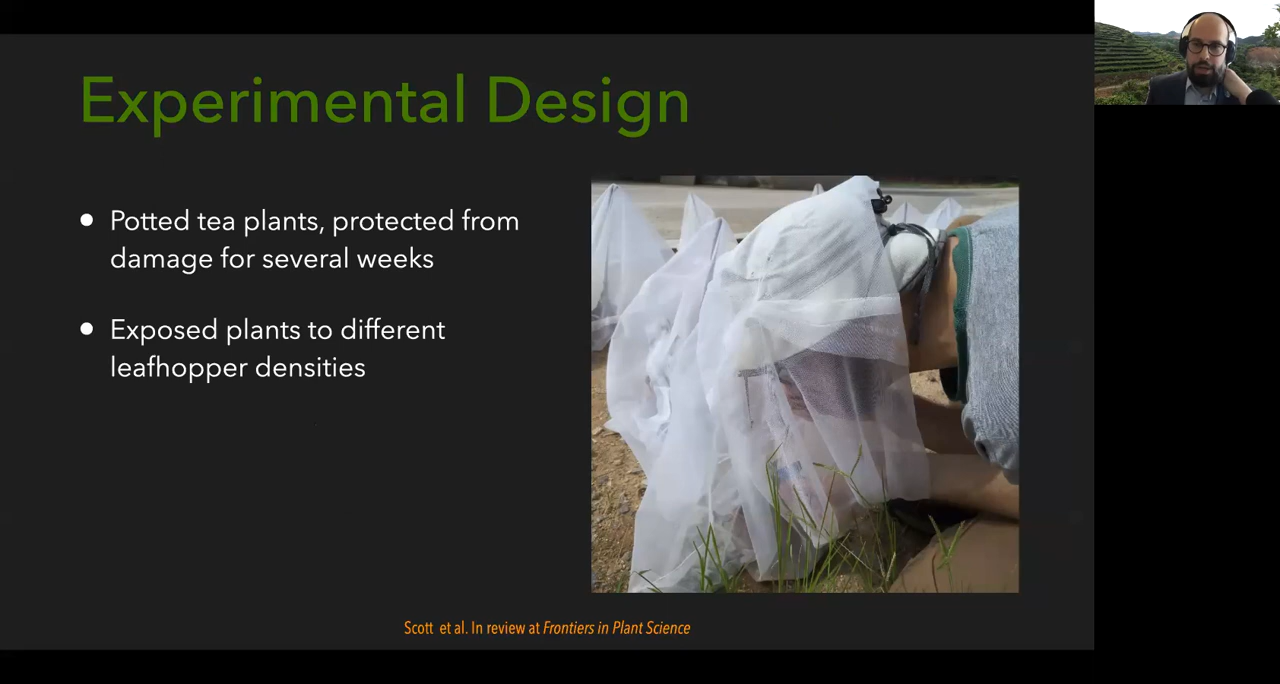 Experimental Design
• Potted tea plants, protected from
damage for several weeks
• Exposed plants to different
leafhopper densities
Scott et al. In review at Frontiers in Plant Science